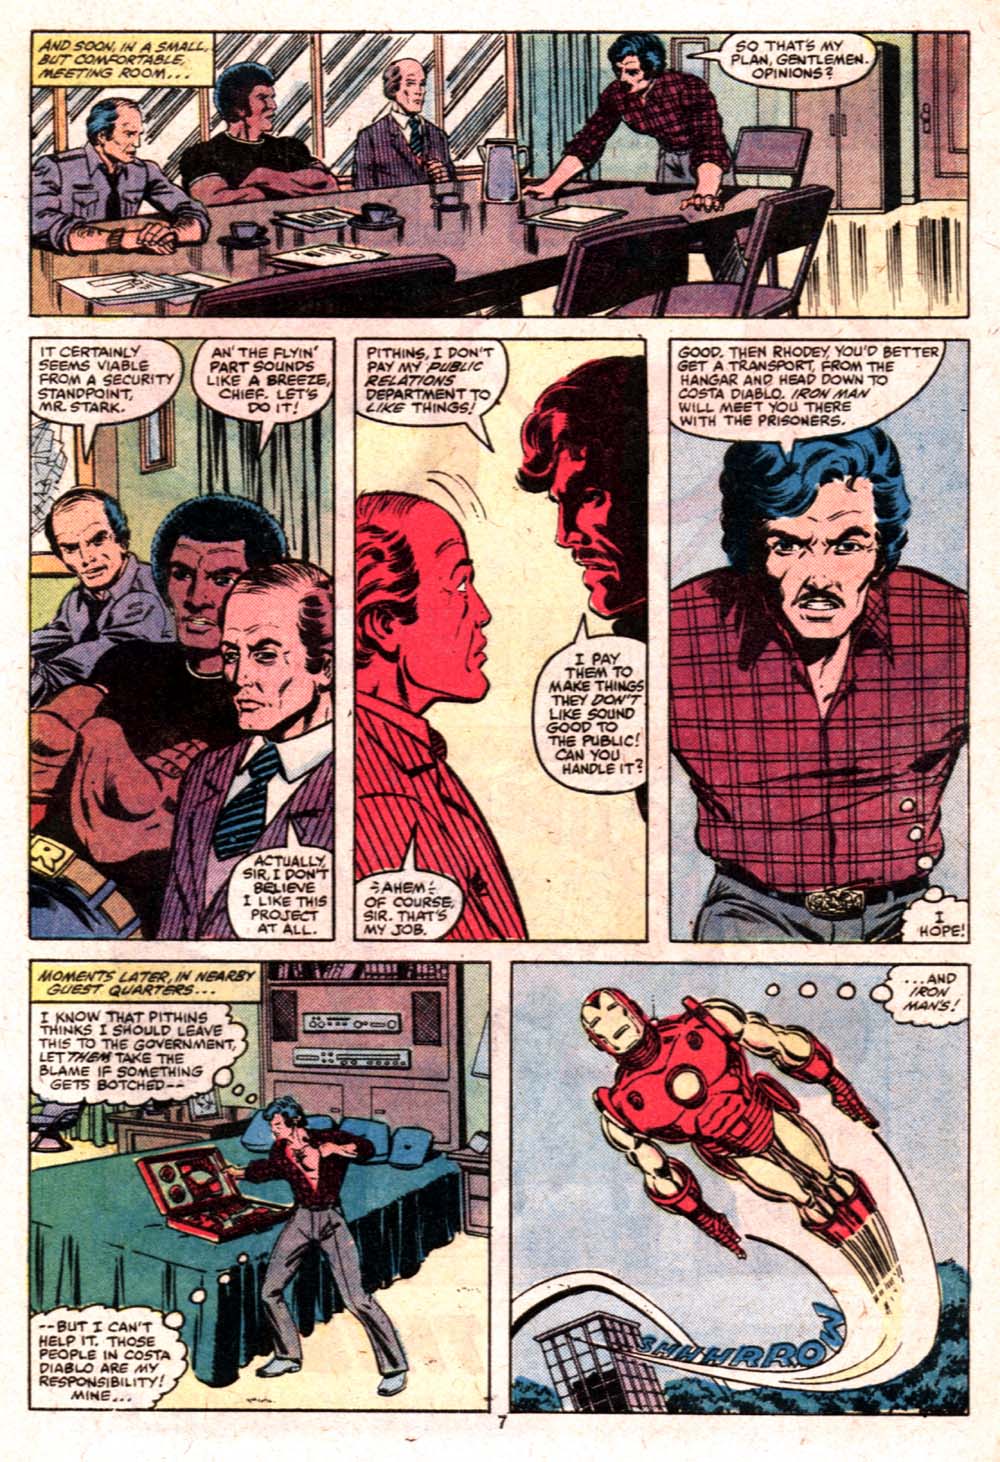 AND SOON, IN A SMALL,
BUT COMFORTABLE,
MEETING ROOM...
SO THAT'S MY
PLAN, GENTLEMEN.
OPINIONS?
IT CERTAINLY
SEEMS VIABLE
FROM A SECURITY
STANDPOINT,
MR. STARK.
AN' THE FLYIN'
PART SOUNDS
LIKE A BREEZE,
CHIEF. LET'S
DO IT!
R
ACTUALLY,
SIR, I DON'T
BELIEVE
I LIKE THIS
PROJECT
AT ALL.
PITHINS, I DON'T
PAY MY PUBLIC
RELATIONS
DEPARTMENT TO
LIKE THINGS!
I PAY
THEM TO
MAKE THINGS
THEY DON'T
LIKE SOUND
GOOD TO
THE PUBLIC!
CAN YOU
HANDLE IT?
÷AHEM÷
OF COURSE,
SIR. THAT'S
MY JOB.
GOOD. THEN RHODEY, YOU'D BETTER
GET A TRANSPORT, FROM THE
HANGAR AND HEAD DOWN TO
COSTA DIABLO. IRON MAN
WILL MEET YOU THERE
WITH THE PRISONERS.
I
HOPE!
MOMENTS LATER, IN NEARBY
GUEST QUARTERS...
I KNOW THAT PITHINS
THINKS I SHOULD LEAVE
THIS TO THE GOVERNMENT,
LET THEM TAKE THE
BLAME IF SOMETHING
GETS BOTCHED--
--BUT I CAN'T
HELP IT. THOSE
PEOPLE IN COSTA
DIABLO ARE MY
RESPONSIBILITY!
MINE...
...AND
IRON
MAN'S!
SHHHRROOM
7